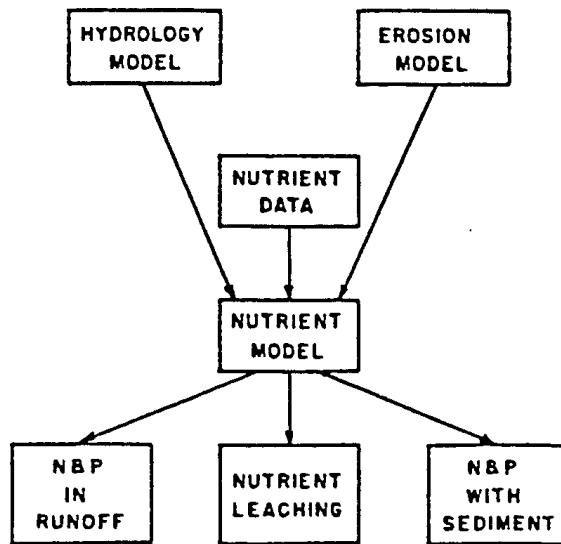 HYDROLOGY
MODEL
EROSION
MODEL
NUTRIENT
DATA
NUTRIENT
MODEL
N&P
IN
RUNOFF
NUTRIENT
LEACHING
N&P
WITH
SEDIMENT